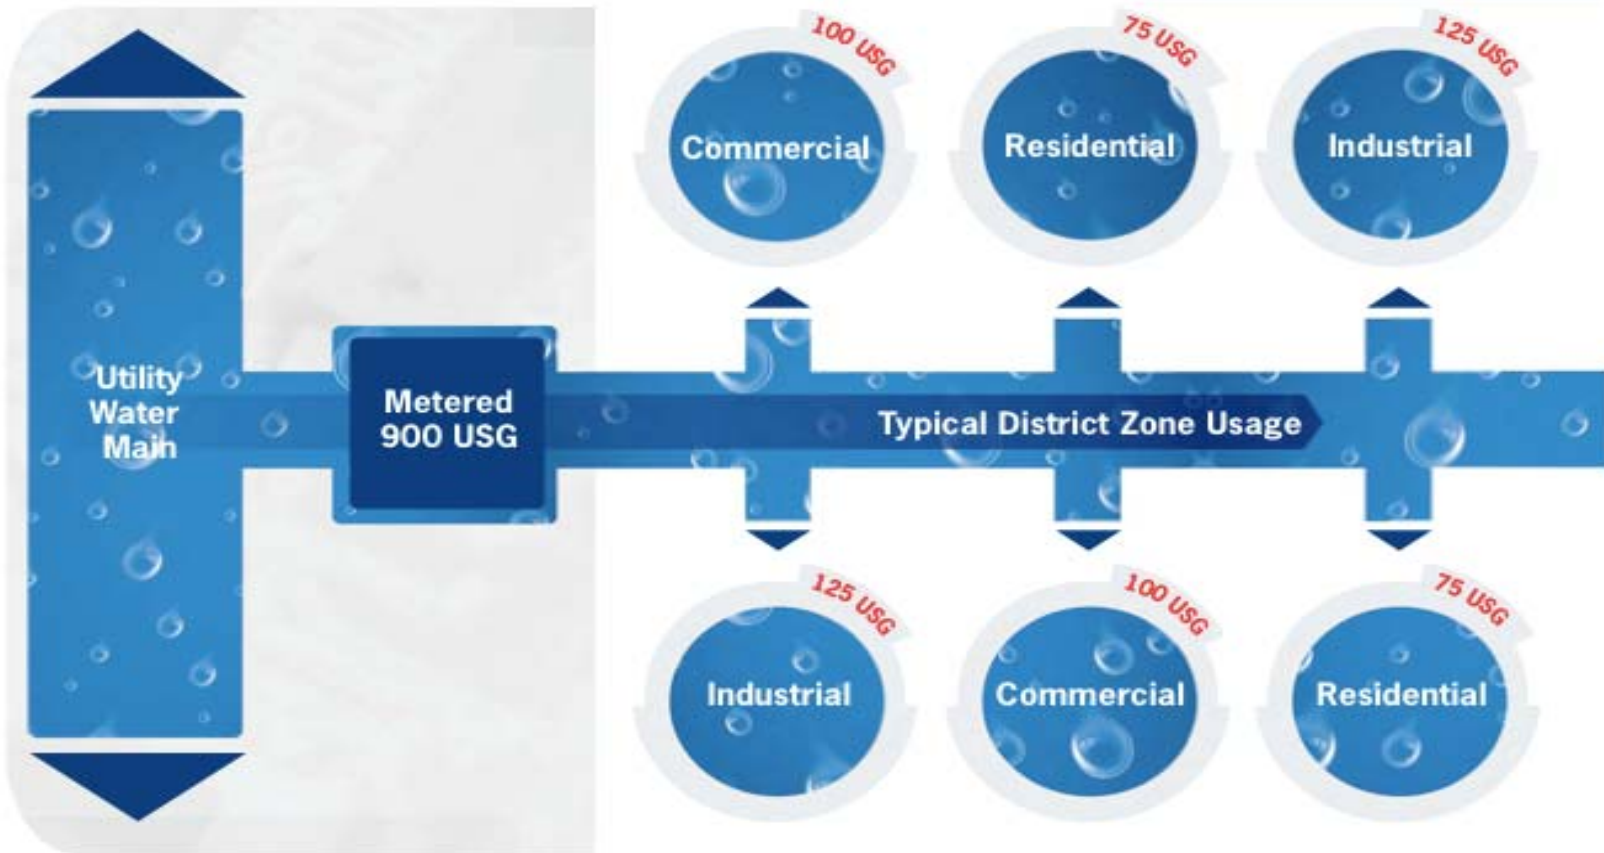 100 USG
Commercial
75 USG
Residential
125 USG
Industrial
Utility
Water
Main
Metered
900 USG
Typical District Zone Usage
125 USG
Industrial
100 USG
Commercial
75 USG
Residential